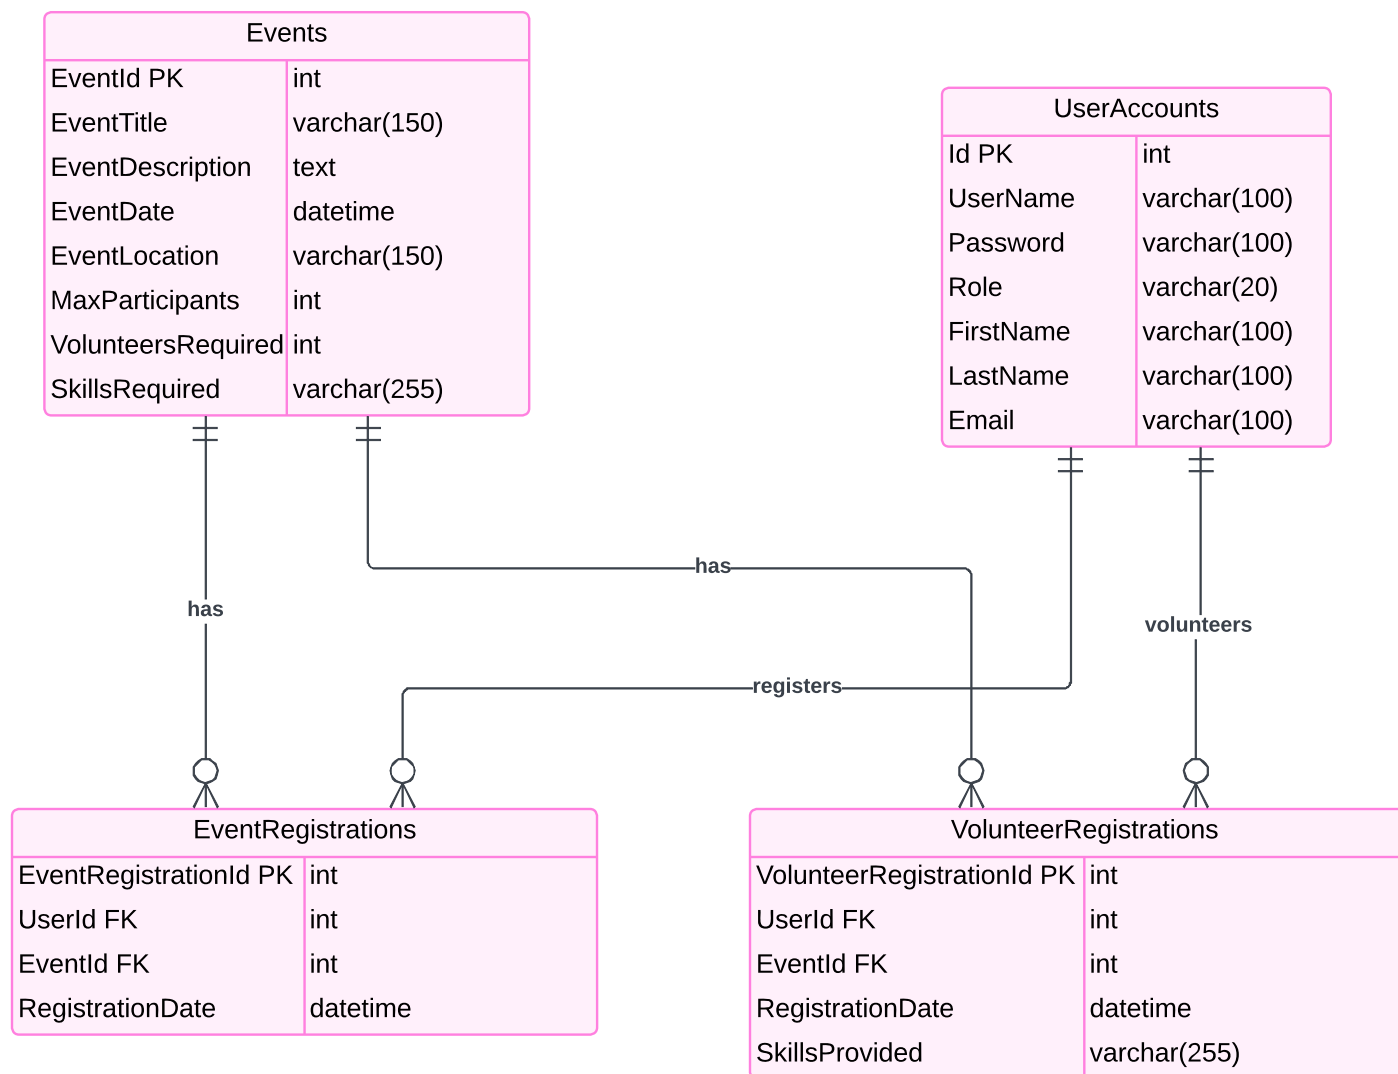 Events
EventId PK int
EventTitle varchar(150)
EventDescription text
EventDate datetime
EventLocation varchar(150)
MaxParticipants int
VolunteersRequired int
SkillsRequired varchar(255)
UserAccounts
Id PK int
UserName varchar(100)
Password varchar(100)
Role varchar(20)
FirstName varchar(100)
LastName varchar(100)
Email varchar(100)
has
has
volunteers
registers
EventRegistrations
EventRegistrationId PK int
UserId FK int
EventId FK int
RegistrationDate datetime
VolunteerRegistrations
VolunteerRegistrationId PK int
UserId FK int
EventId FK int
RegistrationDate datetime
SkillsProvided varchar(255)